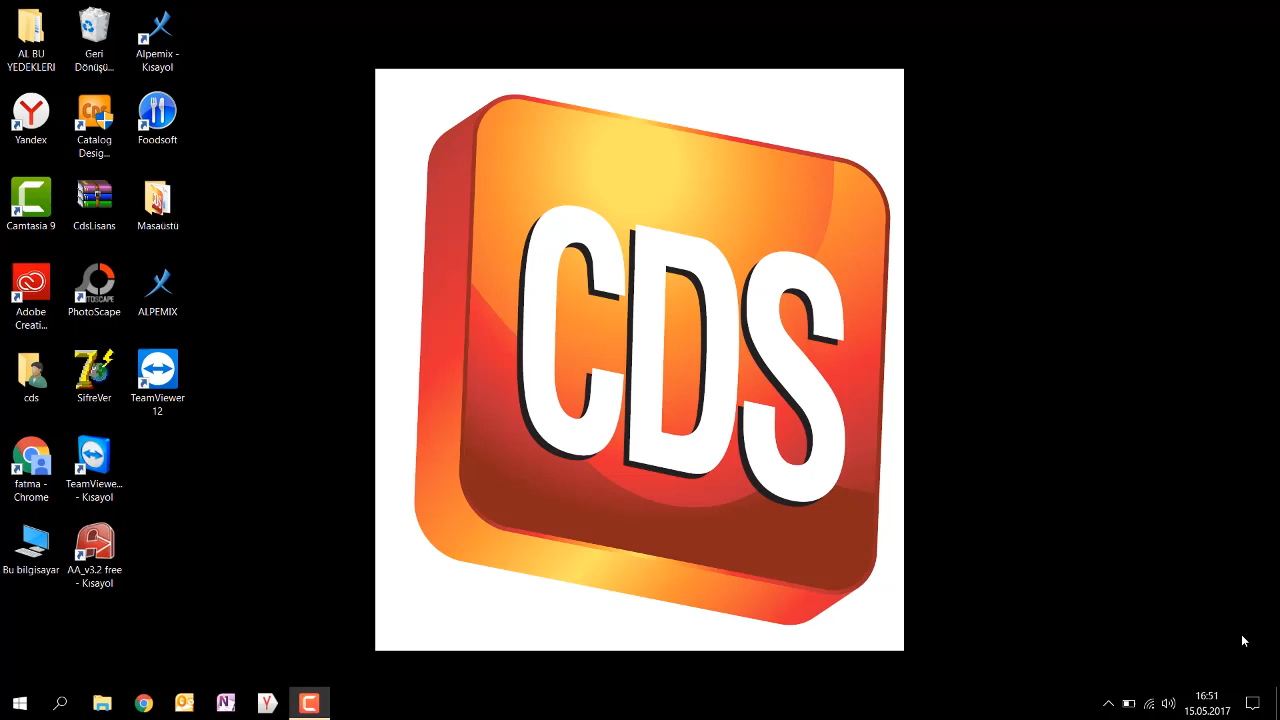 AL BU
YEDEKLERI
Geri
Dönüşü...
Alpemix -
Kısayol
Yandex
Catalog
Desig...
Foodsoft
Camtasia 9
CdsLisans
Masaüstü
Adobe
Creati...
PhotoScape
ALPEMIX
cds
SifreVer
TeamViewer
12
fatma -
Chrome
TeamViewe...
- Kısayol
Bu bilgisayar
AA_v3.2 free
- Kısayol
CDS
16:51
15.05.2017